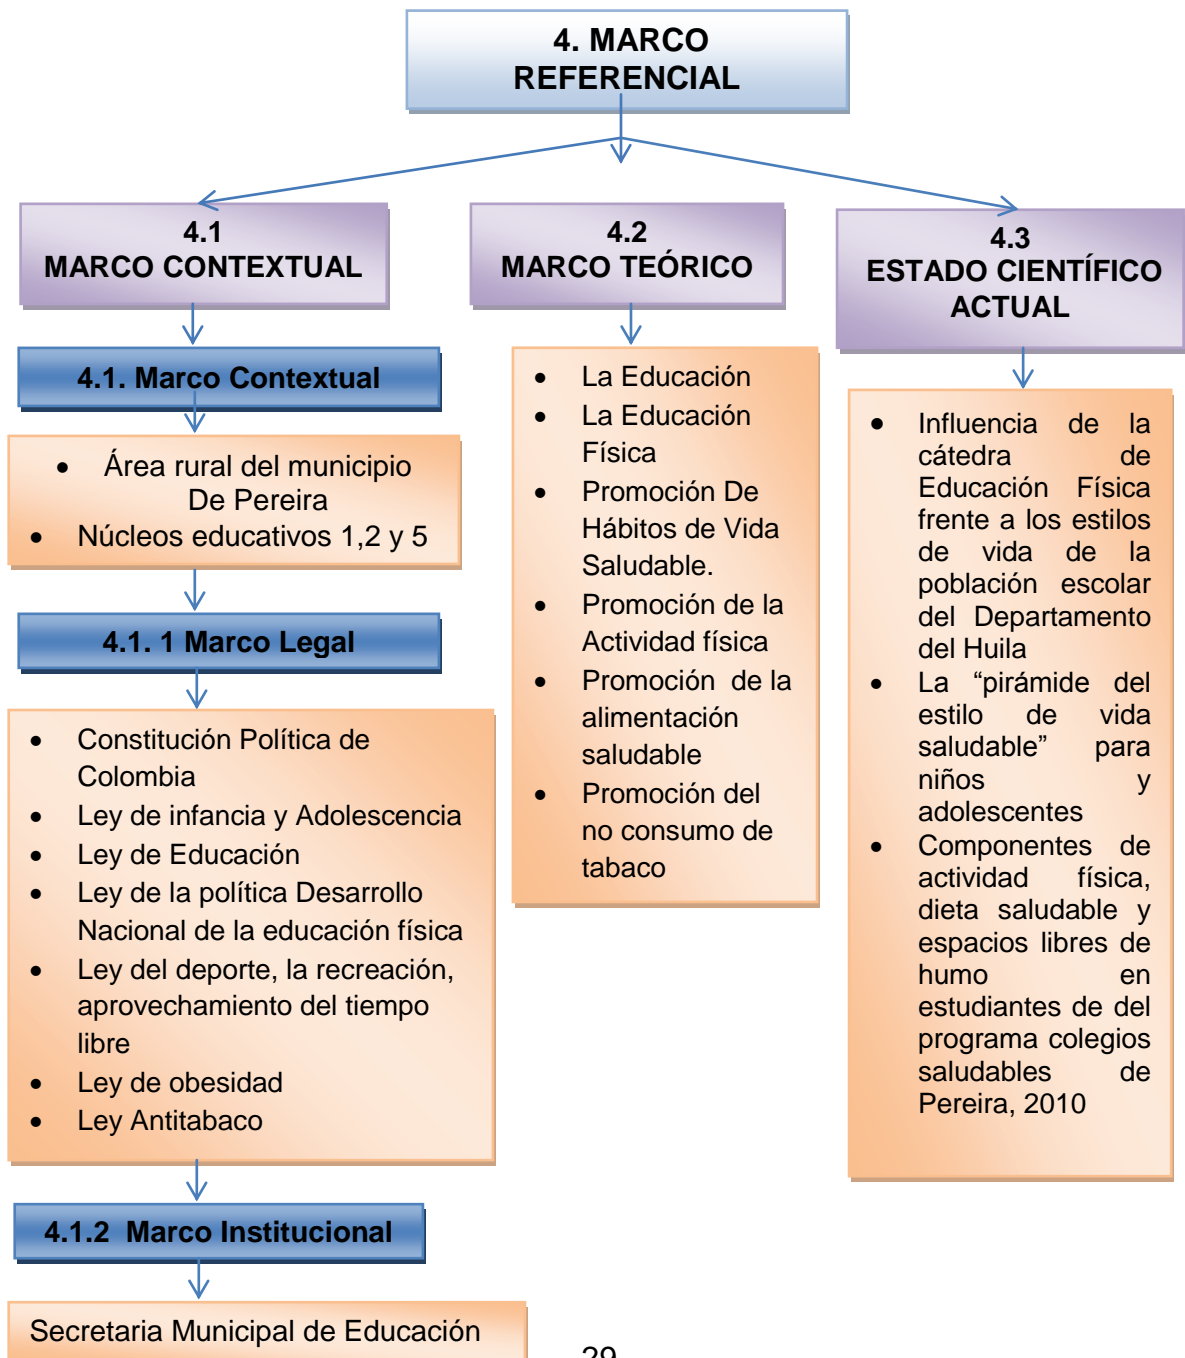 4. MARCO
REFERENCIAL
4.1
MARCO CONTEXTUAL
4.1. Marco Contextual
• Área rural del municipio
De Pereira
• Núcleos educativos 1,2 y 5
4.1. 1 Marco Legal
• Constitución Política de
Colombia
• Ley de infancia y Adolescencia
• Ley de Educación
• Ley de la política Desarrollo
Nacional de la educación física
• Ley del deporte, la recreación,
aprovechamiento del tiempo
libre
• Ley de obesidad
• Ley Antitabaco
4.1.2 Marco Institucional
Secretaria Municipal de Educación
4.2
MARCO TEÓRICO
• La Educación
• La Educación
Física
• Promoción De
Hábitos de Vida
Saludable.
• Promoción de la
Actividad física
• Promoción de la
alimentación
saludable
• Promoción del
no consumo de
tabaco
4.3
ESTADO CIENTÍFICO
ACTUAL
• Influencia de la
cátedra de
Educación Física
frente a los estilos
de vida de la
población escolar
del Departamento
del Huila
• La “pirámide del
estilo de vida
saludable” para
niños y
adolescentes
• Componentes de
actividad física,
dieta saludable y
espacios libres de
humo en
estudiantes de del
programa colegios
saludables de
Pereira, 2010
29